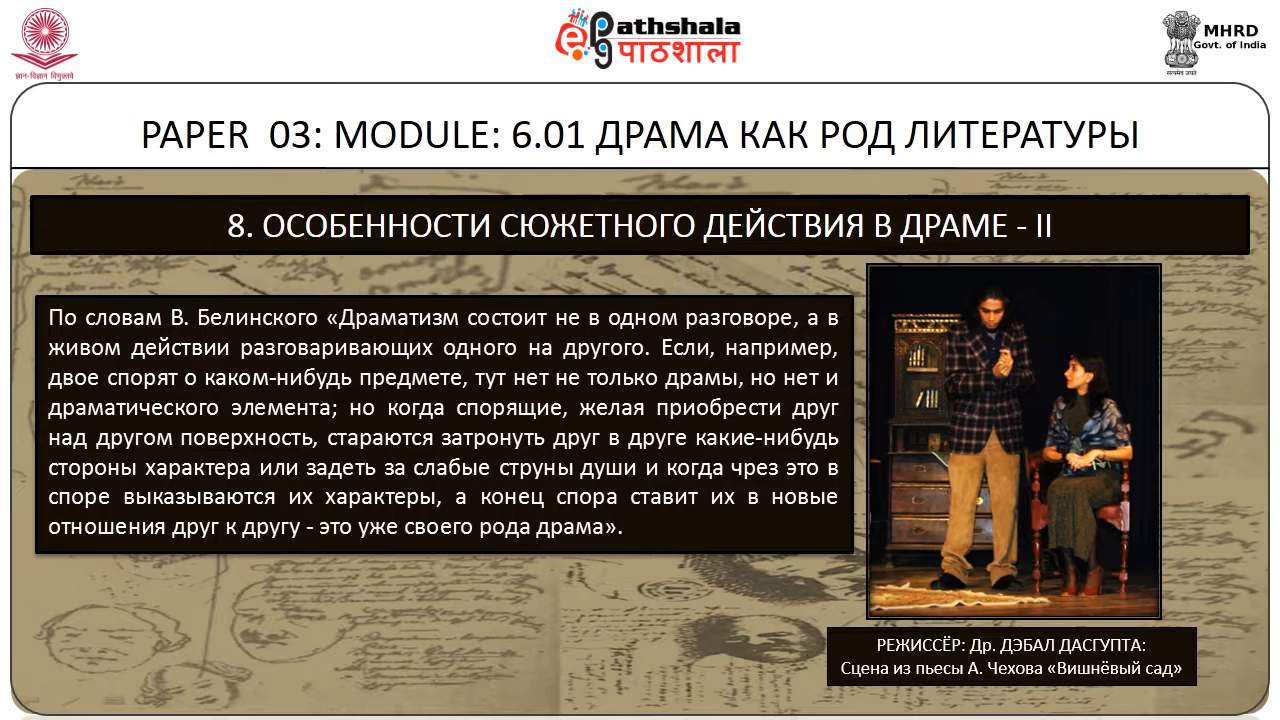 ज्ञान-विज्ञान विमुक्तये
ePathshala
पाठशाला
MHRD
Govt. of India
सत्यमेव जयते
PAPER 03: MODULE: 6.01 ДРАМА КАК РОД ЛИТЕРАТУРЫ
8. ОСОБЕННОСТИ СЮЖЕТНОГО ДЕЙСТВИЯ В ДРАМЕ - II
По словам В. Белинского «Драматизм состоит не в одном разговоре, а в
живом действии разговаривающих одного на другого. Если, например,
двое спорят о каком-нибудь предмете, тут нет не только драмы, но нет и
драматического элемента; но когда спорящие, желая приобрести друг
над другом поверхность, стараются затронуть друг в друге какие-нибудь
стороны характера или задеть за слабые струны души и когда чрез это в
споре выказываются их характеры, а конец спора ставит их в новые
отношения друг к другу - это уже своего рода драма».
РЕЖИССЁР: Др. ДЭБАЛ ДАСГУПТА:
Сцена из пьесы А. Чехова «Вишнёвый сад»